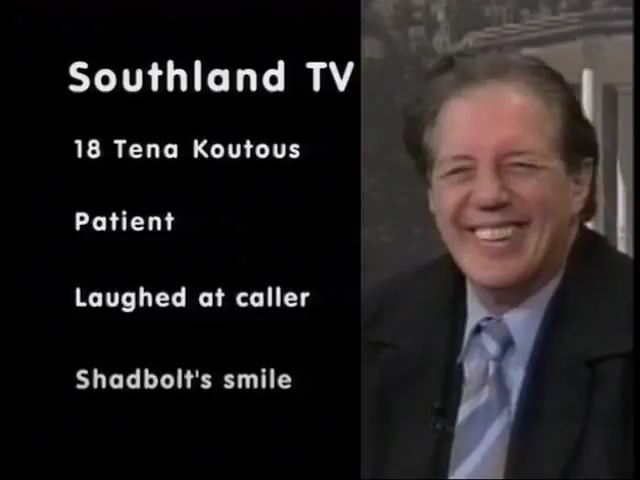 Southland TV
18 Tena Koutous
Patient
Laughed at caller
Shadbolt's smile